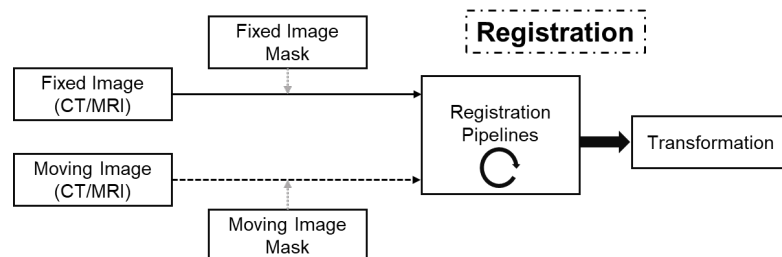 Registration
Fixed Image
Mask
Fixed Image
(CT/MRI)
Registration
Pipelines
Transformation
Moving Image
(CT/MRI)
Moving Image
Mask